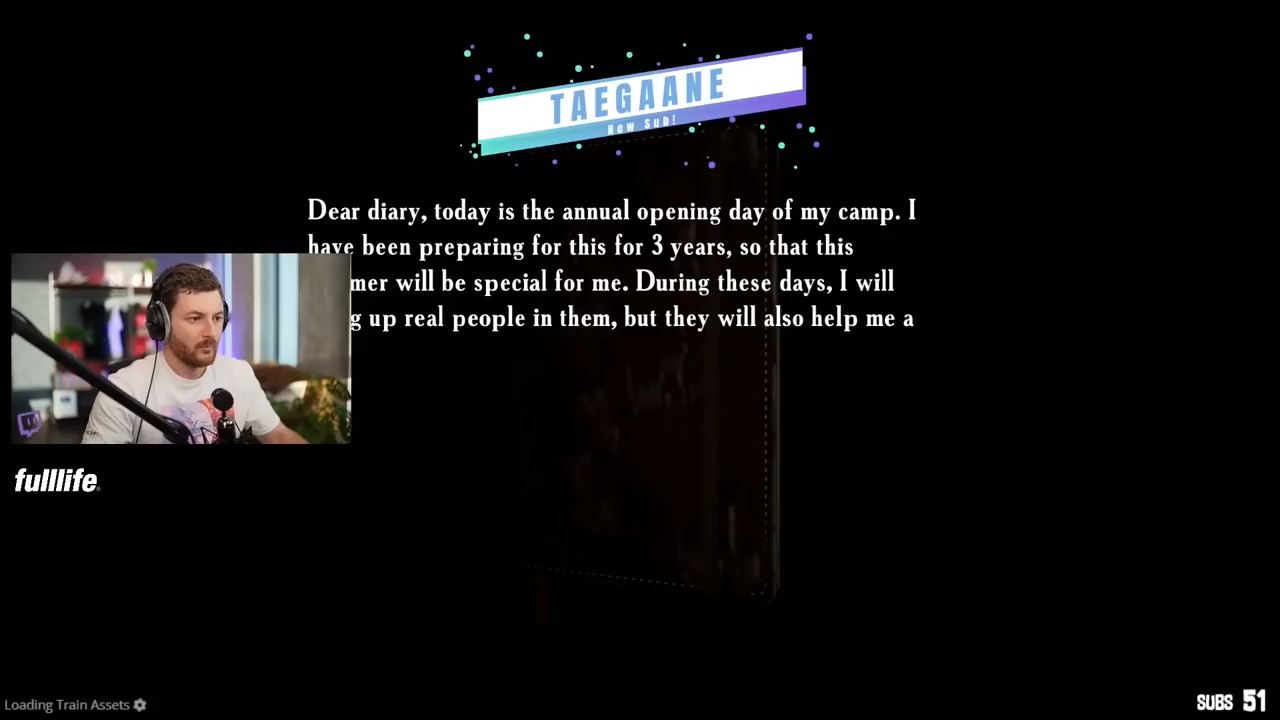 TAEGAANE
New Sub!
Dear diary, today is the annual opening day of my camp. I
have been preparing for this for 3 years, so that this
mer will be special for me. During these days, I will
g up real people in them, but they will also help me a
fulllife
Loading Train Assets
SUBS 51